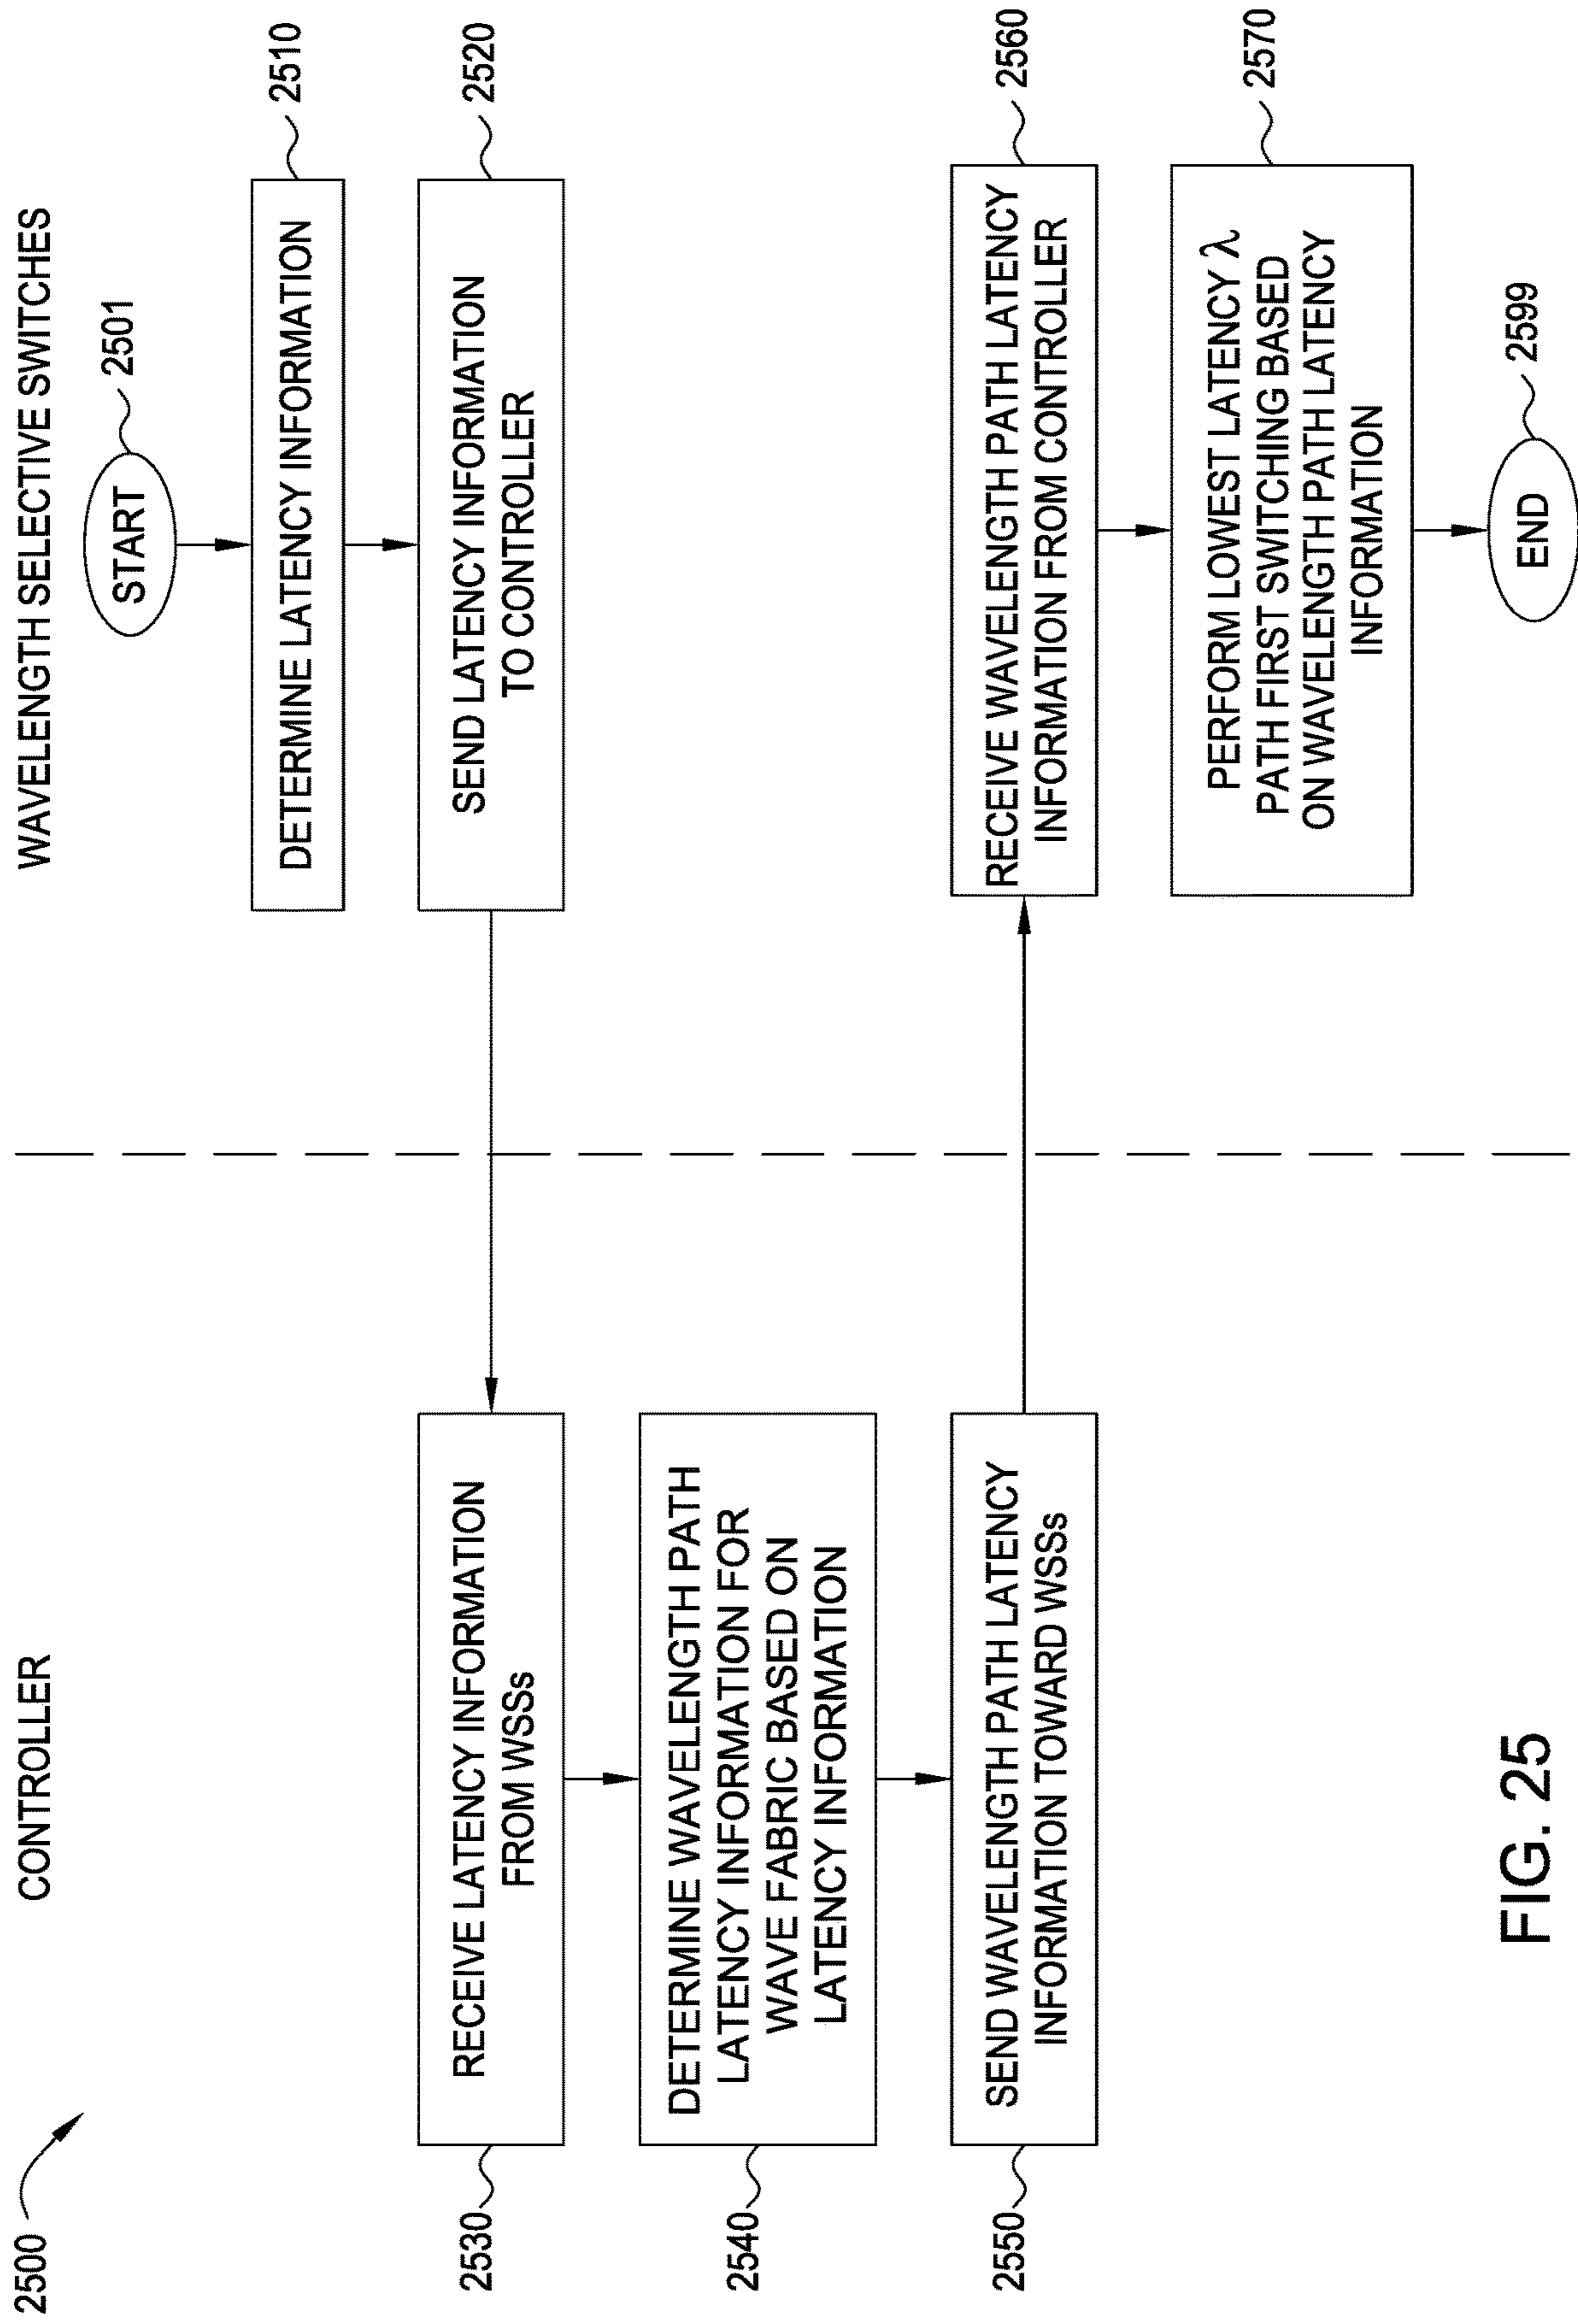 2500
CONTROLLER
WAVELENGTH SELECTIVE SWITCHES
START
2501
DETERMINE LATENCY INFORMATION
2510
SEND LATENCY INFORMATION
TO CONTROLLER
2520
2530
RECEIVE LATENCY INFORMATION
FROM WSSs
2540
DETERMINE WAVELENGTH PATH
LATENCY INFORMATION FOR
WAVE FABRIC BASED ON
LATENCY INFORMATION
2550
SEND WAVELENGTH PATH LATENCY
INFORMATION TOWARD WSSs
RECEIVE WAVELENGTH PATH LATENCY
INFORMATION FROM CONTROLLER
2560
PERFORM LOWEST LATENCY λ
PATH FIRST SWITCHING BASED
ON WAVELENGTH PATH LATENCY
INFORMATION
2570
END
2599
FIG. 25